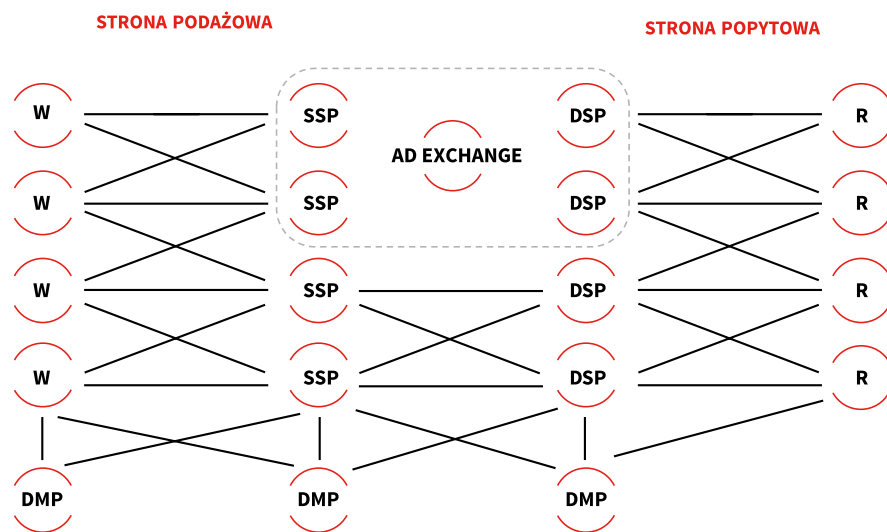 STRONA PODAŻOWA
STRONA POPYTOWA
W
SSP
DSP
R
AD EXCHANGE
W
SSP
DSP
R
W
SSP
DSP
R
W
SSP
DSP
R
DMP
DMP
DMP